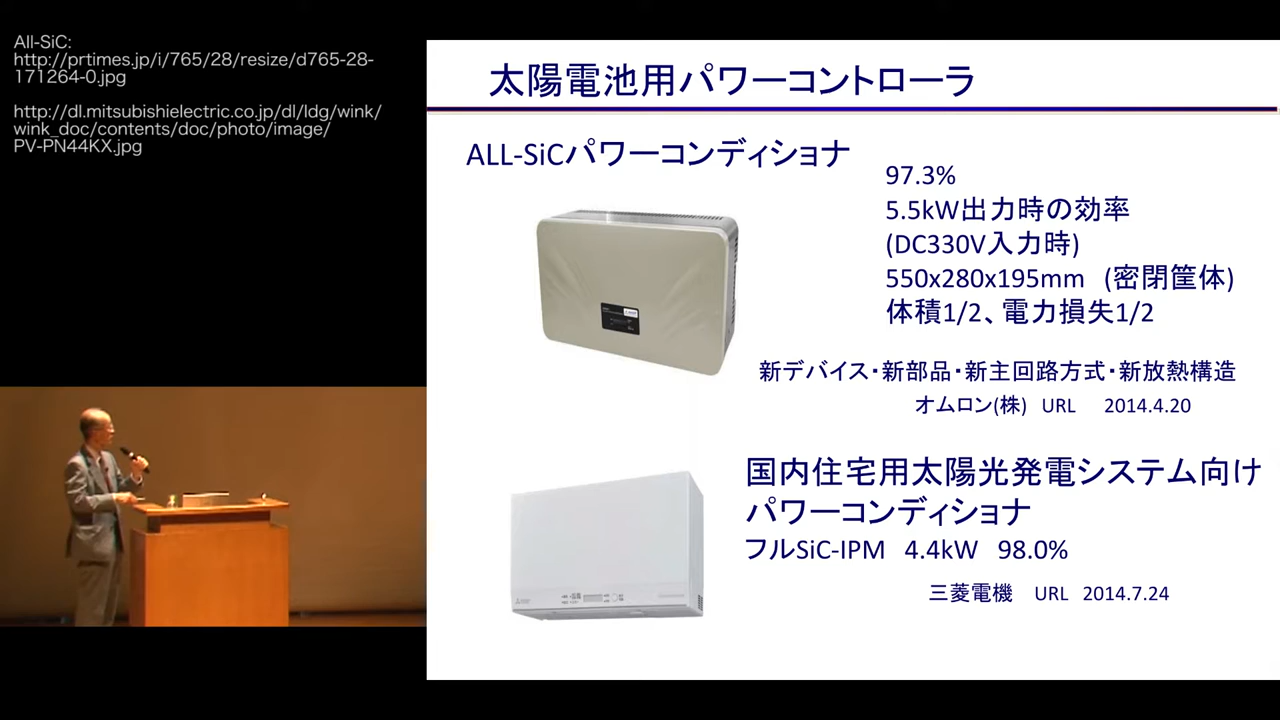 All-SiC:
http://prtimes.jp/i/765/28/resize/d765-28-
171264-0.jpg
http://dl.mitsubishielectric.co.jp/dl/ldg/wink/
wink_doc/contents/doc/photo/image/
PV-PN44KX.jpg
太陽電池用パワーコントローラ
ALL-SiCパワーコンディショナ
97.3%
5.5kW出力時の効率
(DC330V入力時)
550x280x195mm (密閉筐体)
体積1/2、電力損失1/2
新デバイス・新部品・新主回路方式・新放熱構造
オムロン(株) URL 2014.4.20
国内住宅用太陽光発電システム向け
パワーコンディショナ
フルSiC-IPM 4.4kW 98.0%
三菱電機 URL 2014.7.24